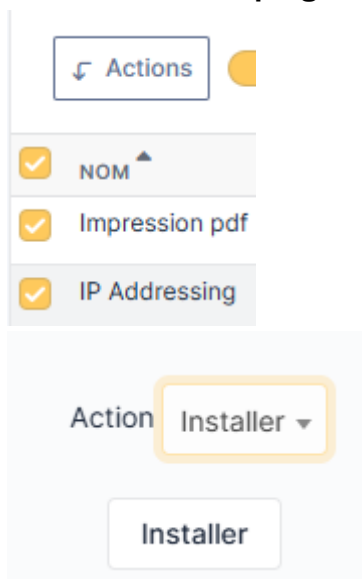 Actions
NOM
Impression pdf
IP Addressing
Action Installer
Installer